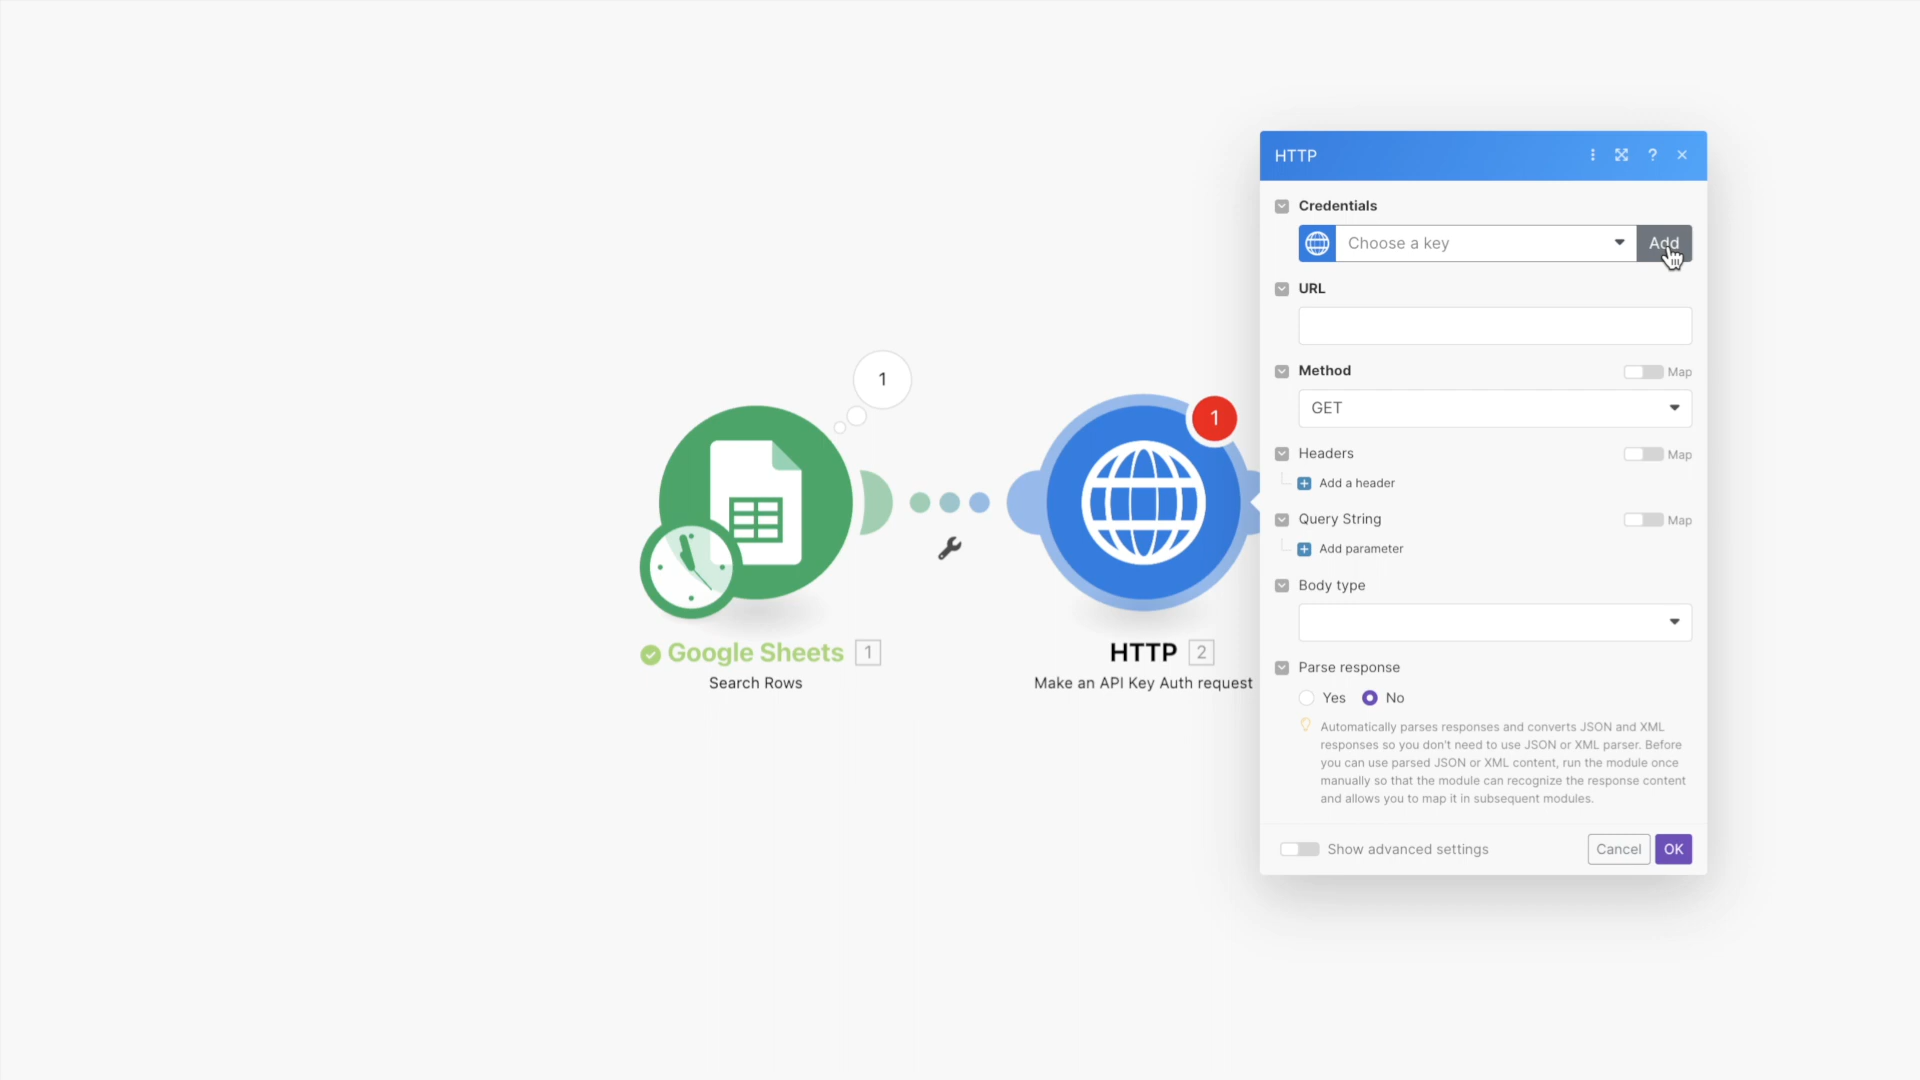 HTTP
?
Credentials
Choose a key
Add
URL
Method
Map
GET
Headers
Map
Add a header
Query String
Map
Add parameter
Body type
Parse response
Yes
No
Automatically parses responses and converts JSON and XML
responses so you don't need to use JSON or XML parser. Before
you can use parsed JSON or XML content, run the module once
manually so that the module can recognize the response content
and allows you to map it in subsequent modules.
Show advanced settings
Cancel
OK
1
1
Google Sheets 1
Search Rows
HTTP 2
Make an API Key Auth request